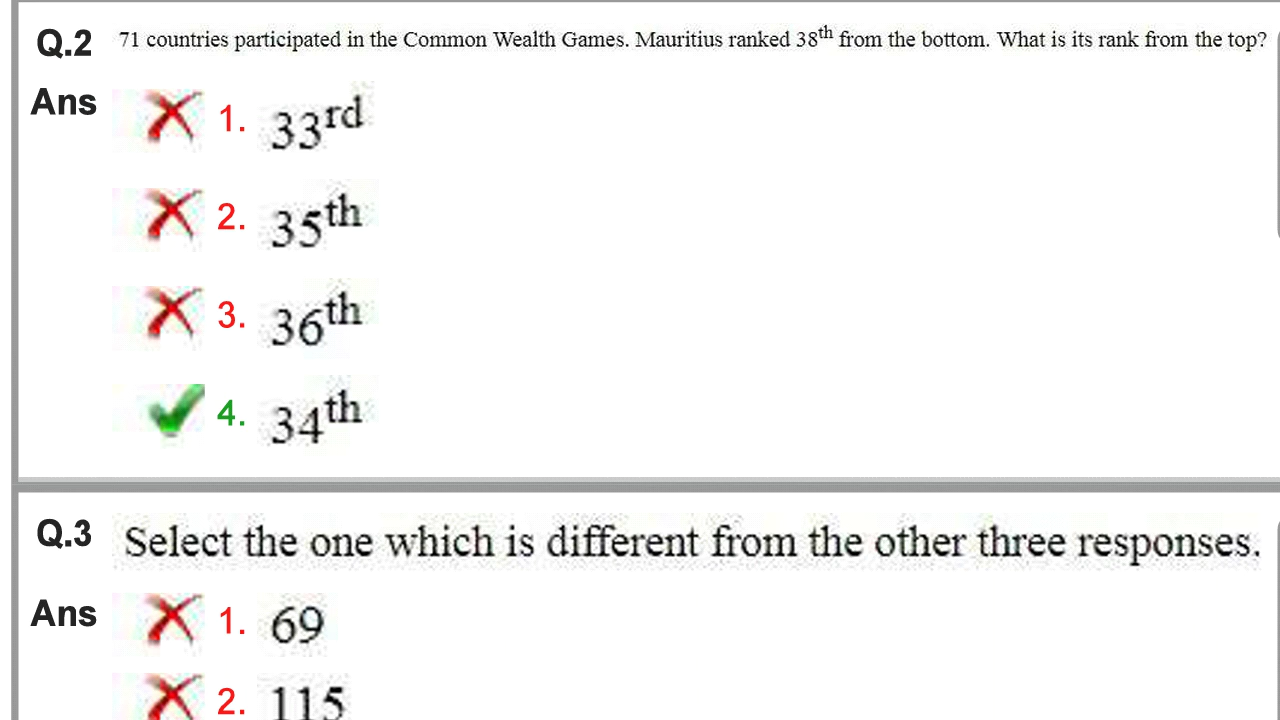 Q.2 71 countries participated in the Common Wealth Games. Mauritius ranked 38th from the bottom. What is its rank from the top?
Ans 1. 33rd
2. 35th
3. 36th
4. 34th
Q.3 Select the one which is different from the other three responses.
Ans 1. 69
2. 115